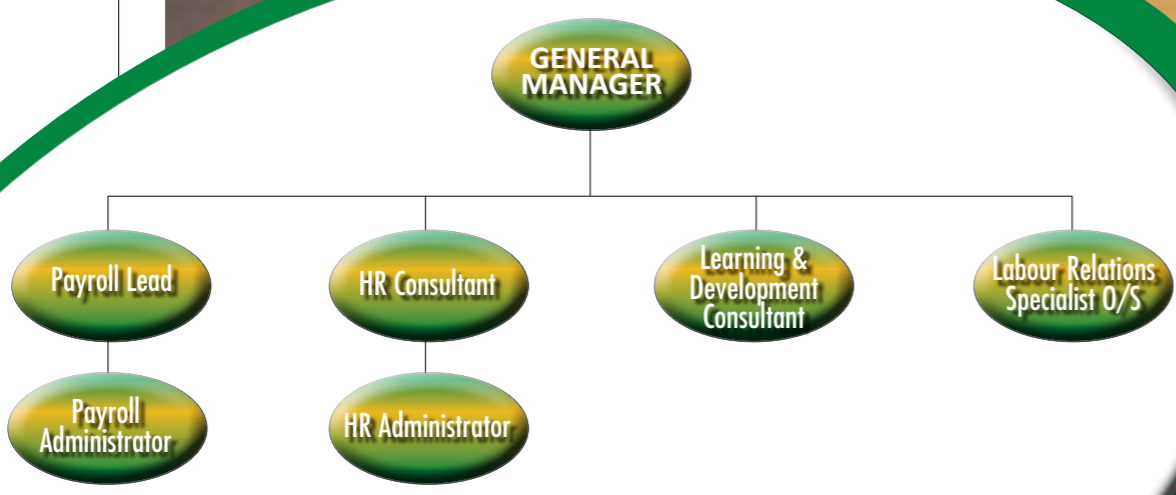 GENERAL
MANAGER
Payroll Lead
HR Consultant
Learning &
Development
Consultant
Labour Relations
Specialist O/S
Payroll
Administrator
HR Administrator